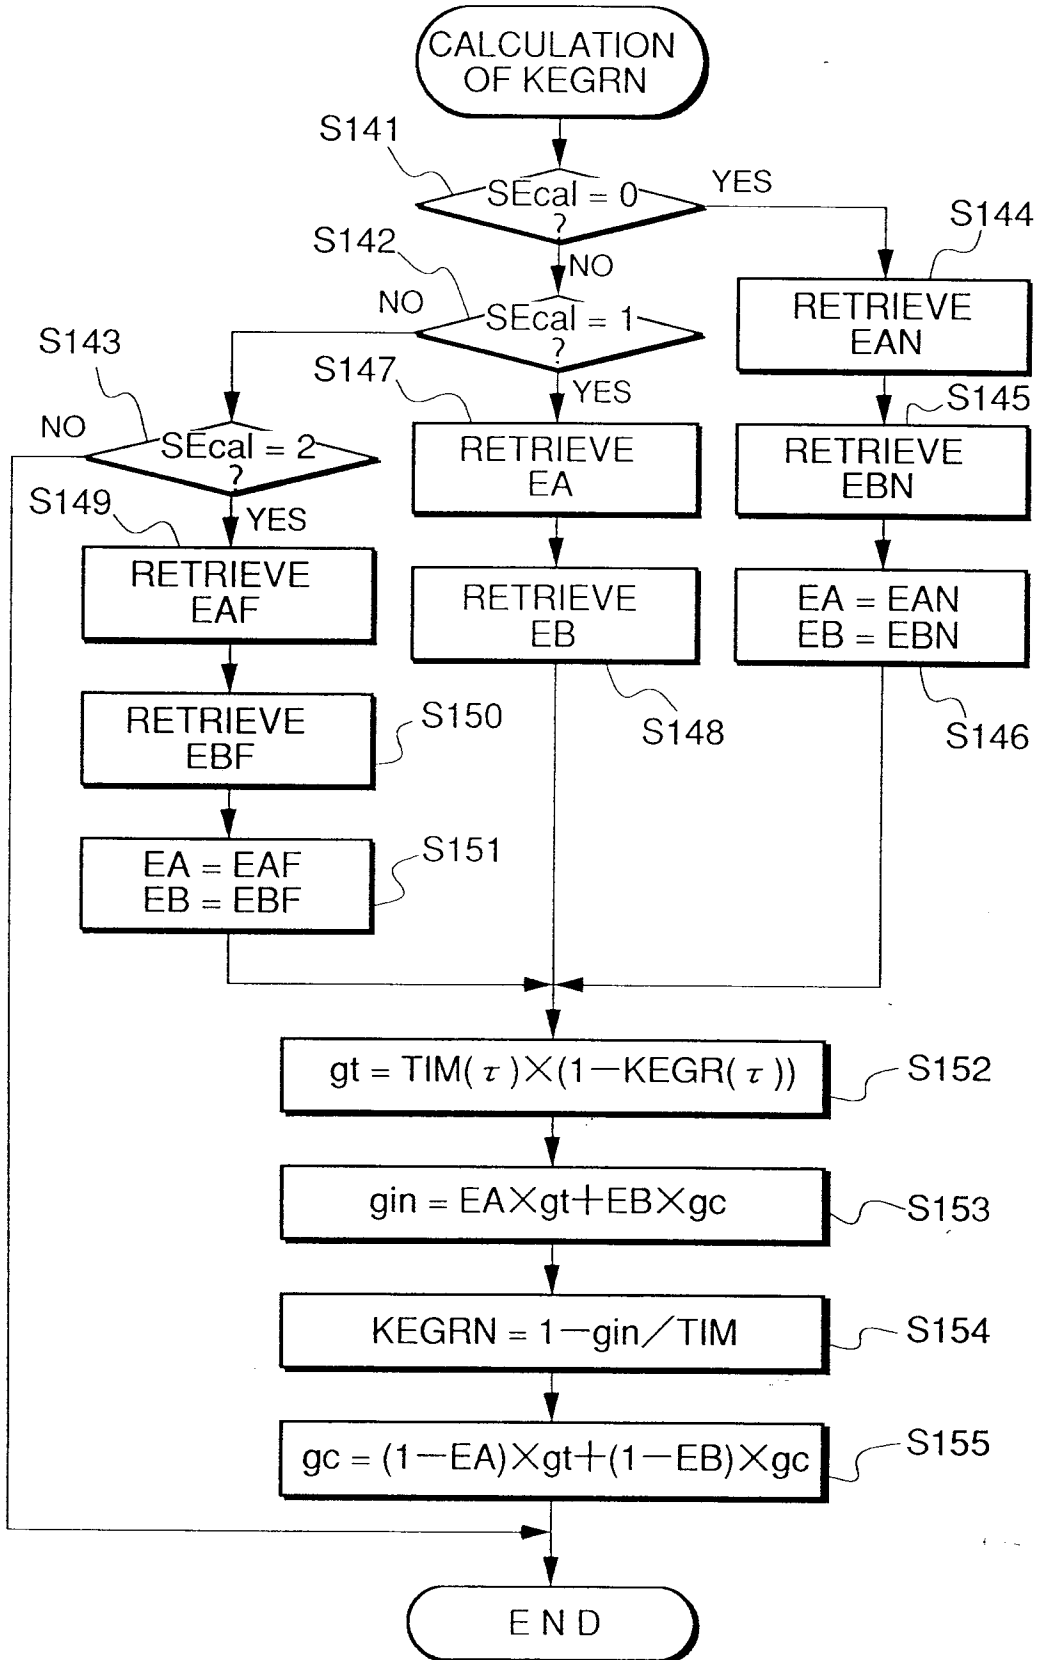 CALCULATION
OF KEGRN
S141
SEcal = 0
?
YES
S144
S142
NO
RETRIEVE
EAN
NO
SEcal = 1
?
S143
S147
YES
S145
NO
SEcal = 2
?
RETRIEVE
EA
RETRIEVE
EBN
S149
YES
RETRIEVE
EAF
RETRIEVE
EB
EA = EAN
EB = EBN
RETRIEVE
EBF
S150
S148
S146
EA = EAF
EB = EBF
S151
gt = TIM(τ)×(1−KEGR(τ))
S152
gin = EA×gt+EB×gc
S153
KEGRN = 1−gin/TIM
S154
gc = (1−EA)×gt+(1−EB)×gc
S155
END